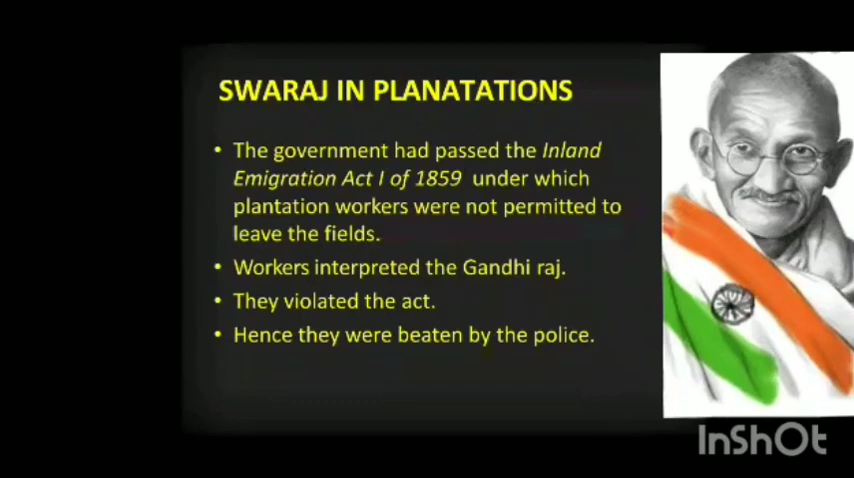 SWARAJ IN PLANATATIONS
• The government had passed the Inland
Emigration Act I of 1859 under which
plantation workers were not permitted to
leave the fields.
• Workers interpreted the Gandhi raj.
• They violated the act.
• Hence they were beaten by the police.
InShOt